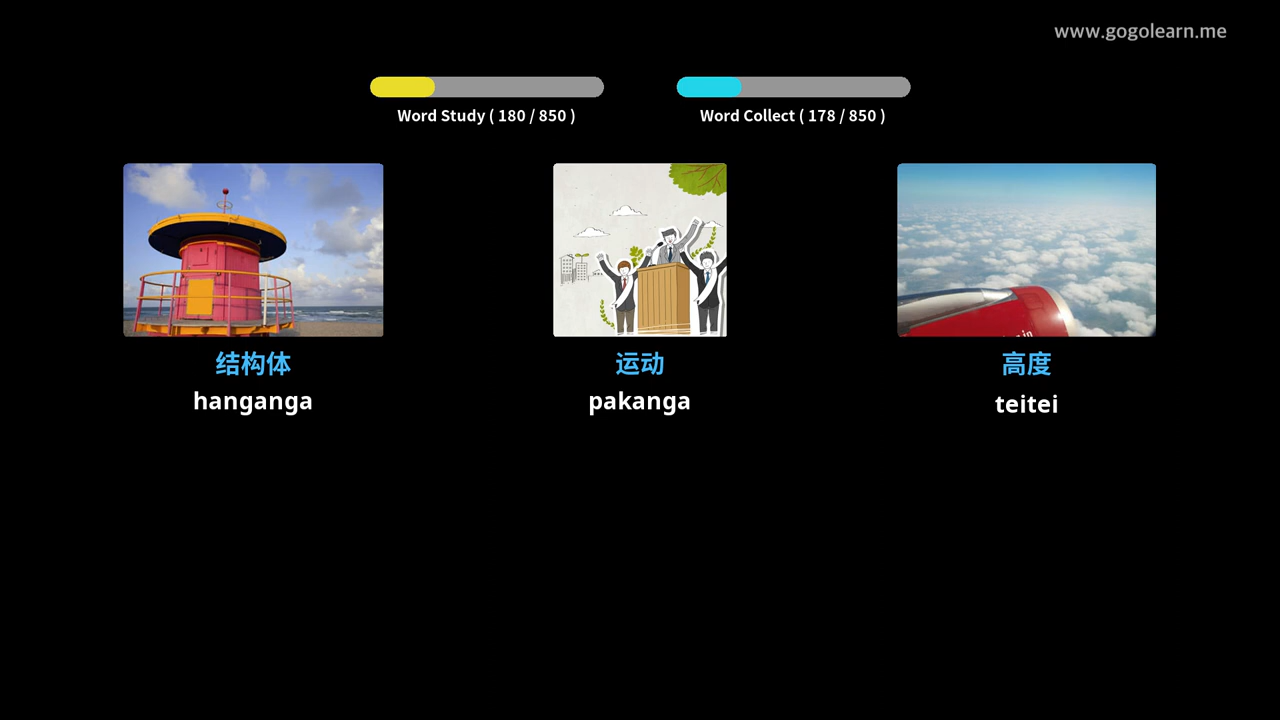 www.gogolearn.me
Word Study ( 180 / 850 )
Word Collect ( 178 / 850 )
结构体
运动
高度
hanganga
pakanga
teitei